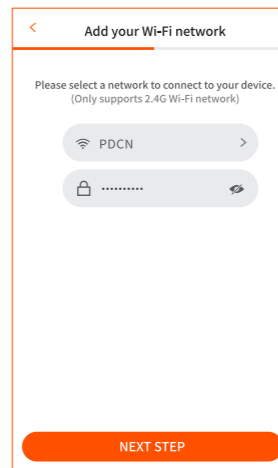 Add your Wi-Fi network
Please select a network to connect to your device.
(Only supports 2.4G Wi-Fi network)
PDCN
··········
NEXT STEP